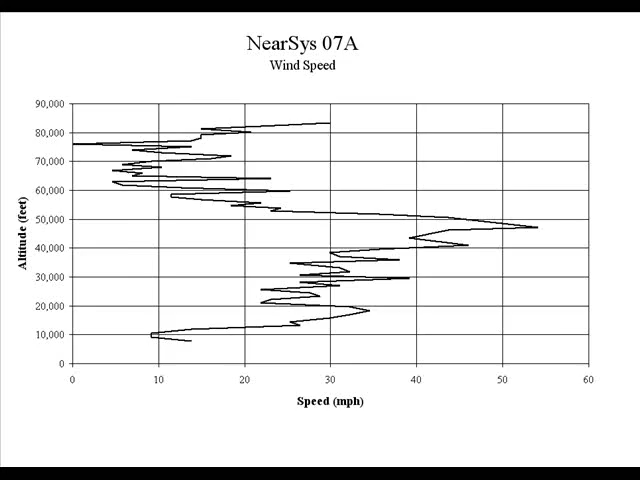 NearSys 07A
Wind Speed
90,000
80,000
70,000
60,000
50,000
40,000
30,000
20,000
10,000
0
Altitude (feet)
0 10 20 30 40 50 60
Speed (mph)